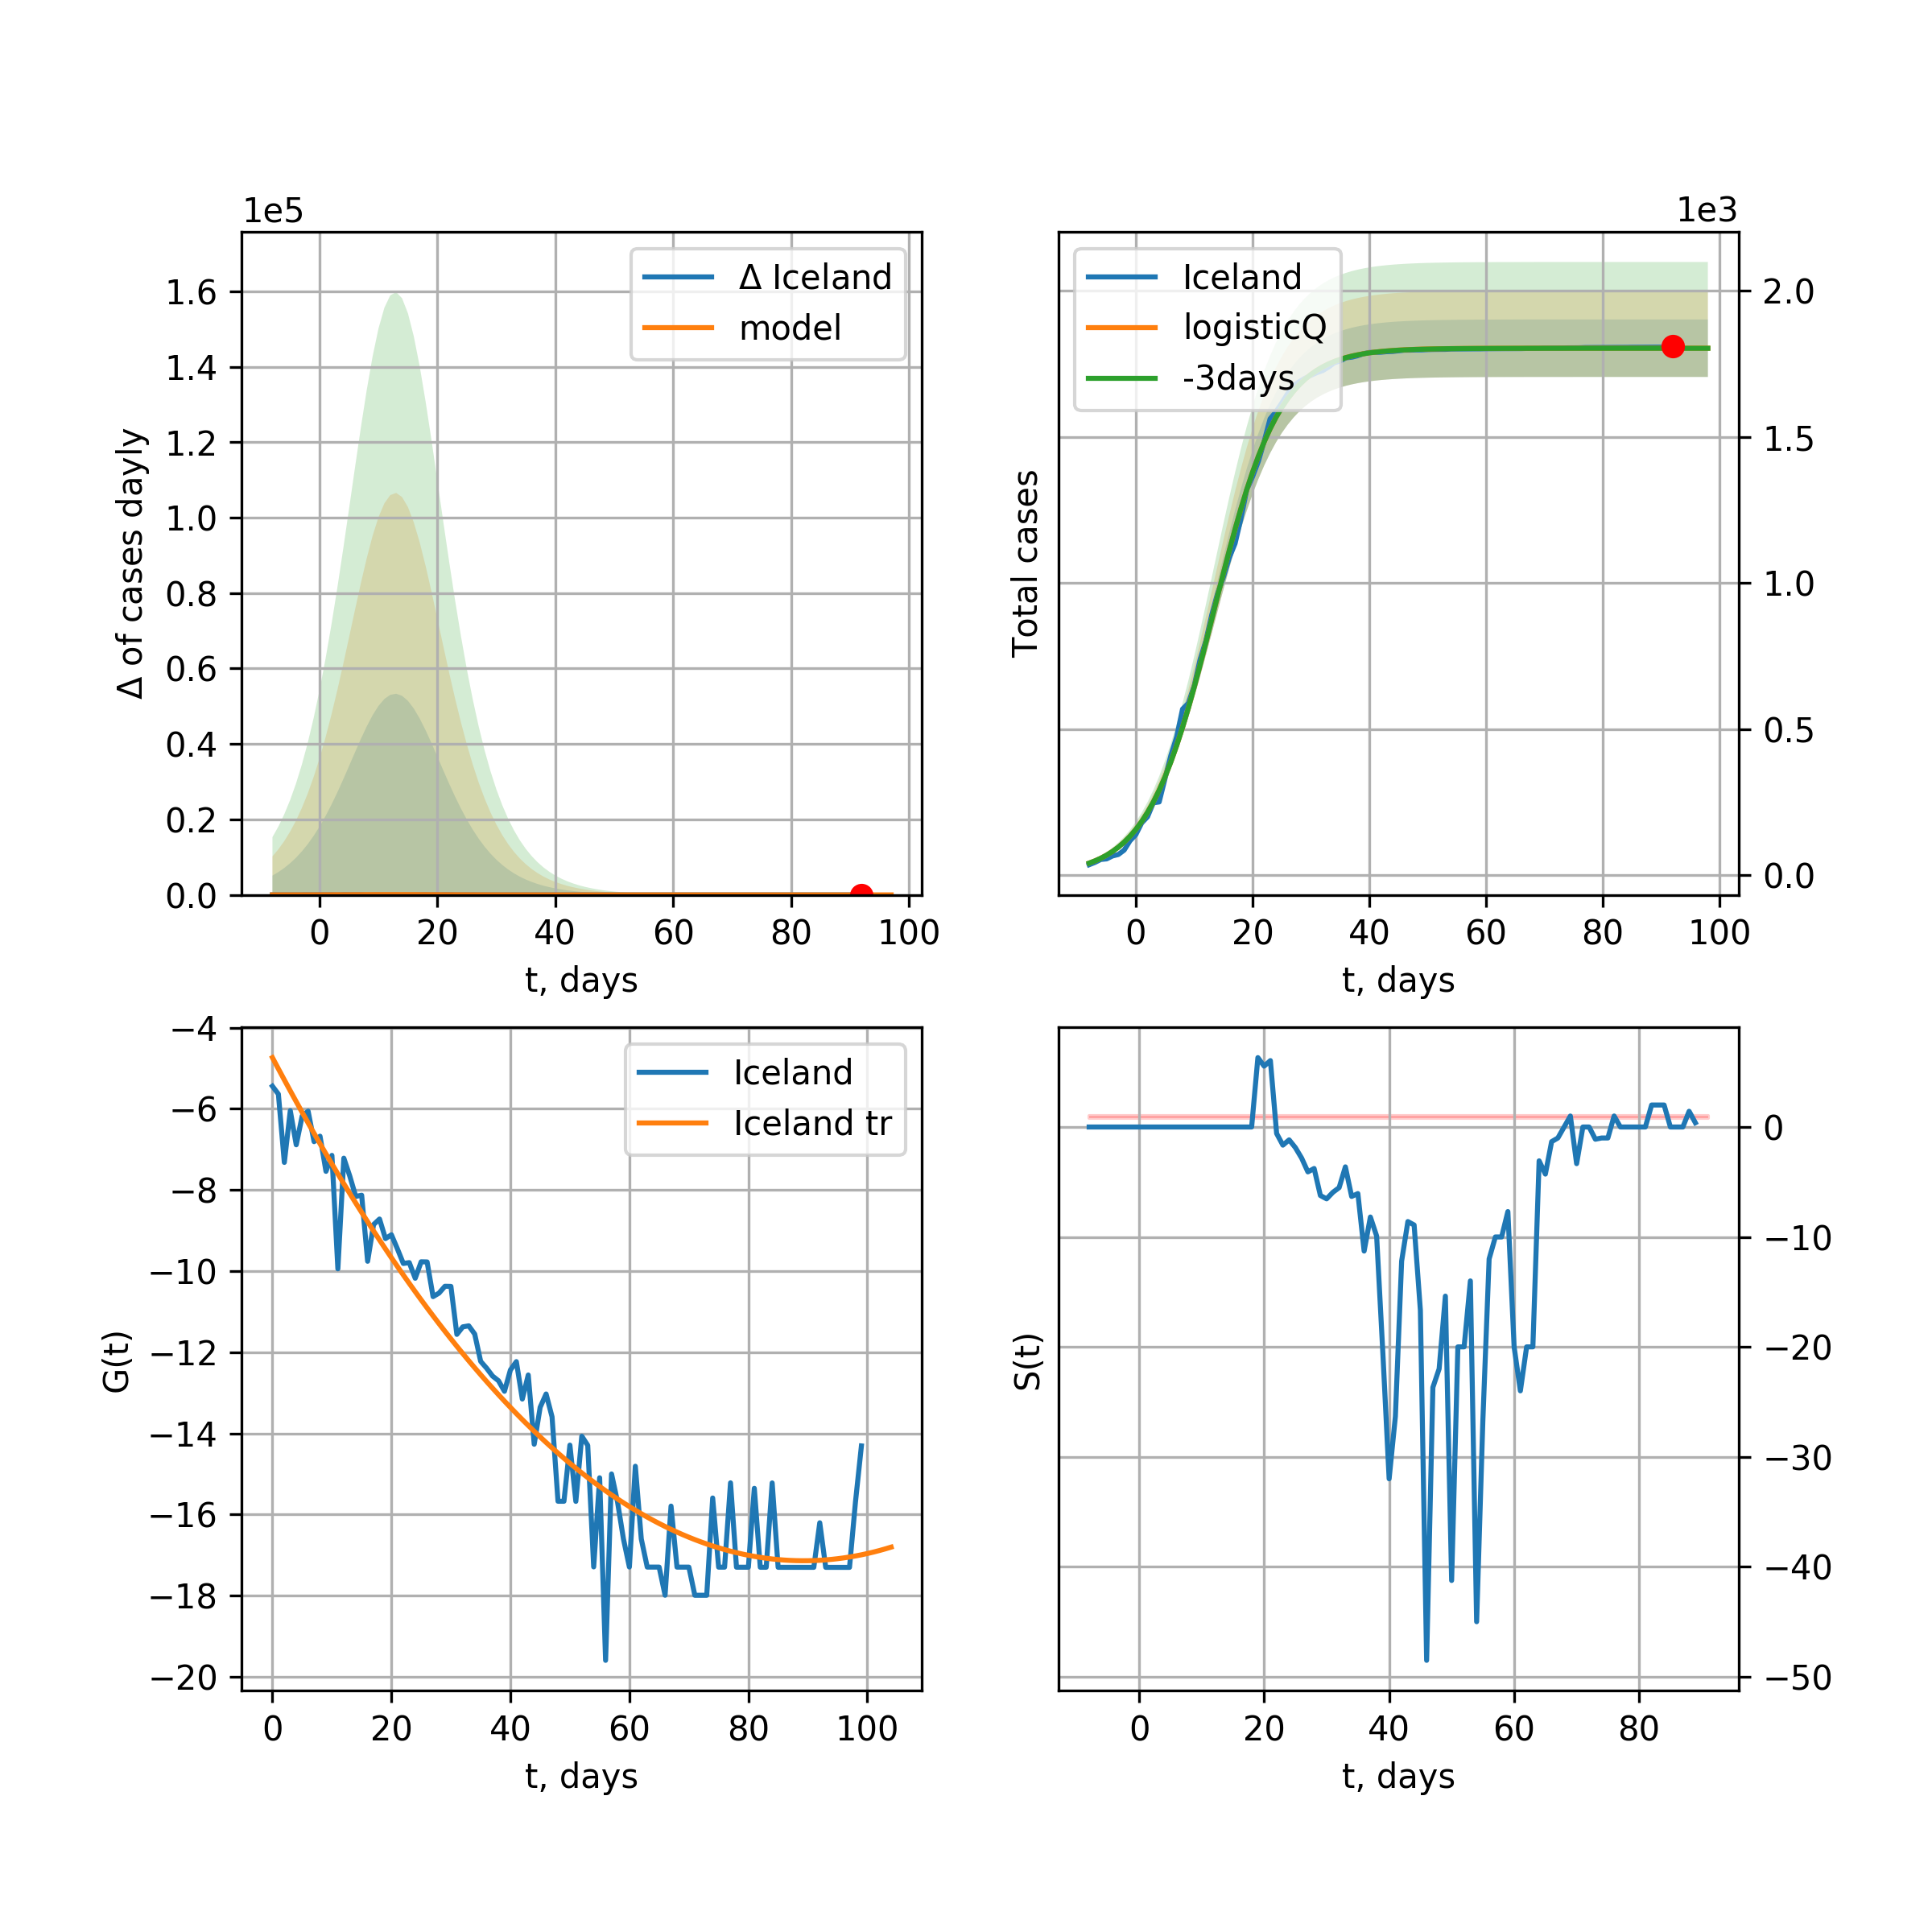 1e5
Δ of cases dayly
1.6
1.4
1.2
1.0
0.8
0.6
0.4
0.2
0.0
Δ Iceland
model
0 20 40 60 80 100
t, days
1e3
Total cases
Iceland
logisticQ
-3days
2.0
1.5
1.0
0.5
0.0
0 20 40 60 80 100
t, days
G(t)
−4
−6
−8
−10
−12
−14
−16
−18
−20
Iceland
Iceland tr
0 20 40 60 80 100
t, days
S(t)
0
−10
−20
−30
−40
−50
0 20 40 60 80
t, days